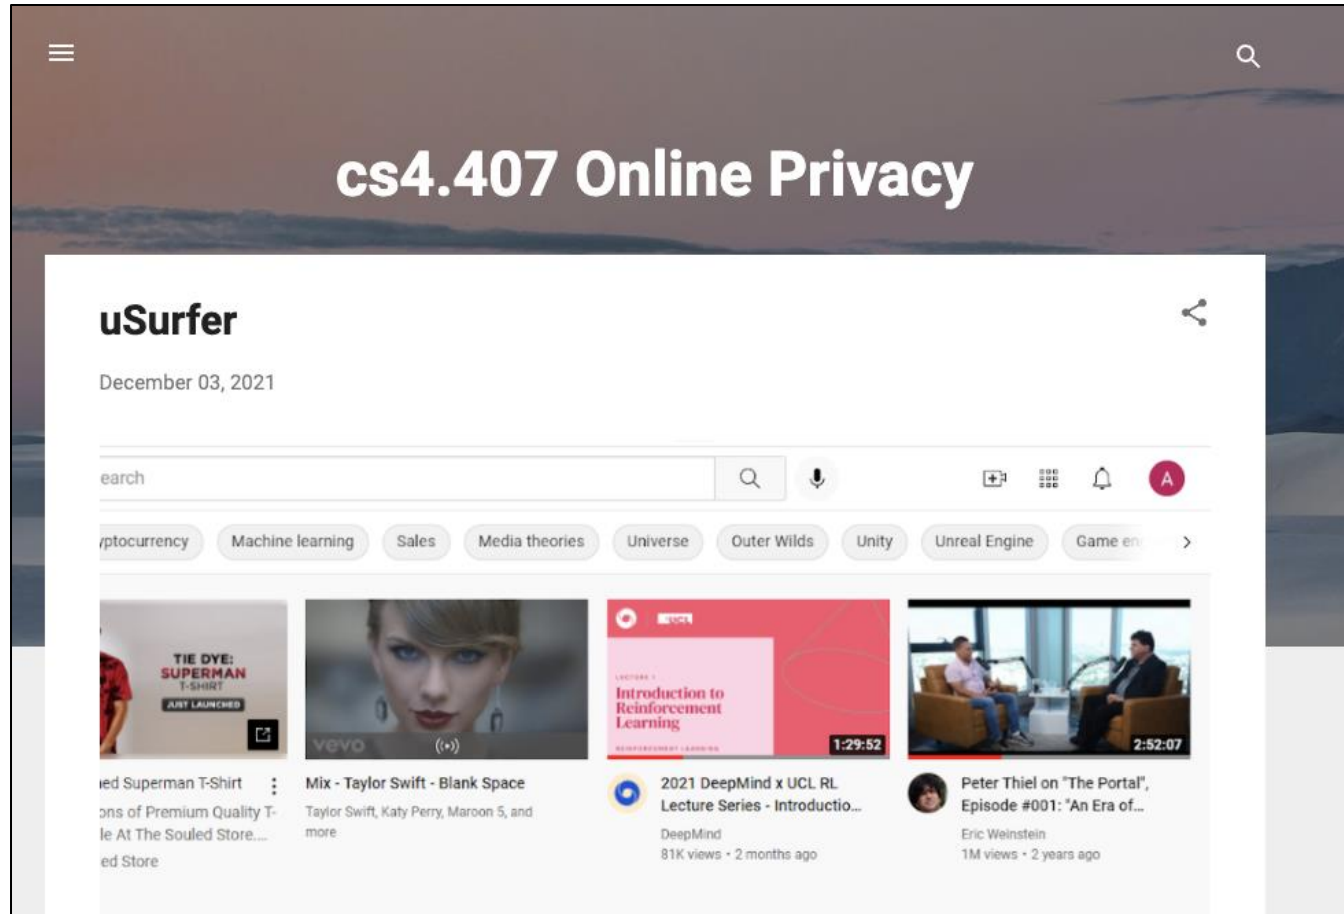 cs4.407 Online Privacy
uSurfer
December 03, 2021
earch
A
yptocurrency
Machine learning
Sales
Media theories
Universe
Outer Wilds
Unity
Unreal Engine
Game en
TIE DYE:
SUPERMAN
T-SHIRT
JUST LAUNCHED
vevo
UCL
LECTURE 1
Introduction to
Reinforcement
Learning
REINFORCEMENT LEARNING
1:29:52
2:52:07
ed Superman T-Shirt
ons of Premium Quality T-
le At The Souled Store....
ed Store
Mix - Taylor Swift - Blank Space
Taylor Swift, Katy Perry, Maroon 5, and
more
2021 DeepMind x UCL RL
Lecture Series - Introductio...
DeepMind
81K views • 2 months ago
Peter Thiel on "The Portal",
Episode #001: "An Era of...
Eric Weinstein
1M views • 2 years ago